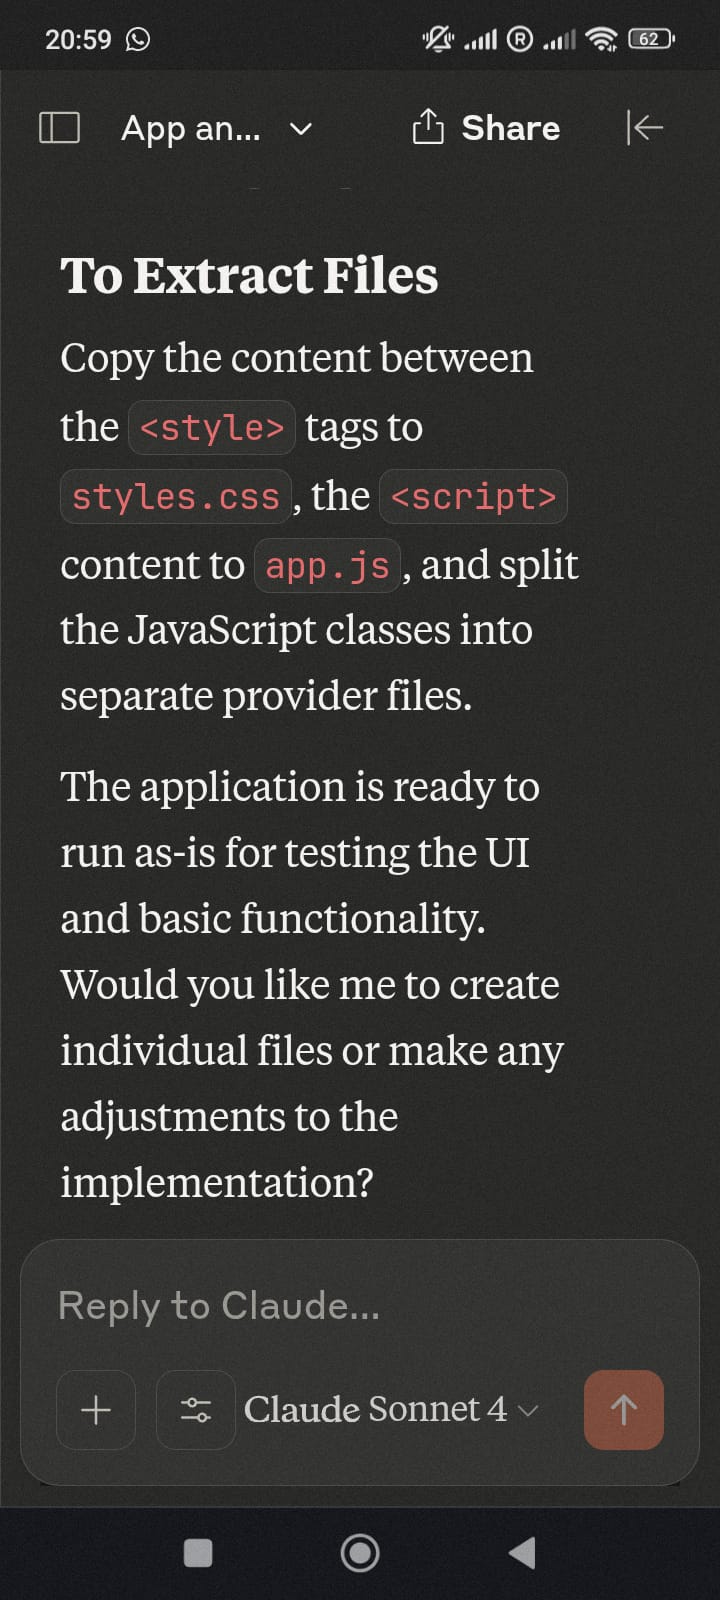 20:59
R
62
App an...
Share
To Extract Files
Copy the content between
the <style> tags to
styles.css, the <script>
content to app.js, and split
the JavaScript classes into
separate provider files.
The application is ready to
run as-is for testing the UI
and basic functionality.
Would you like me to create
individual files or make any
adjustments to the
implementation?
Reply to Claude...
Claude Sonnet 4